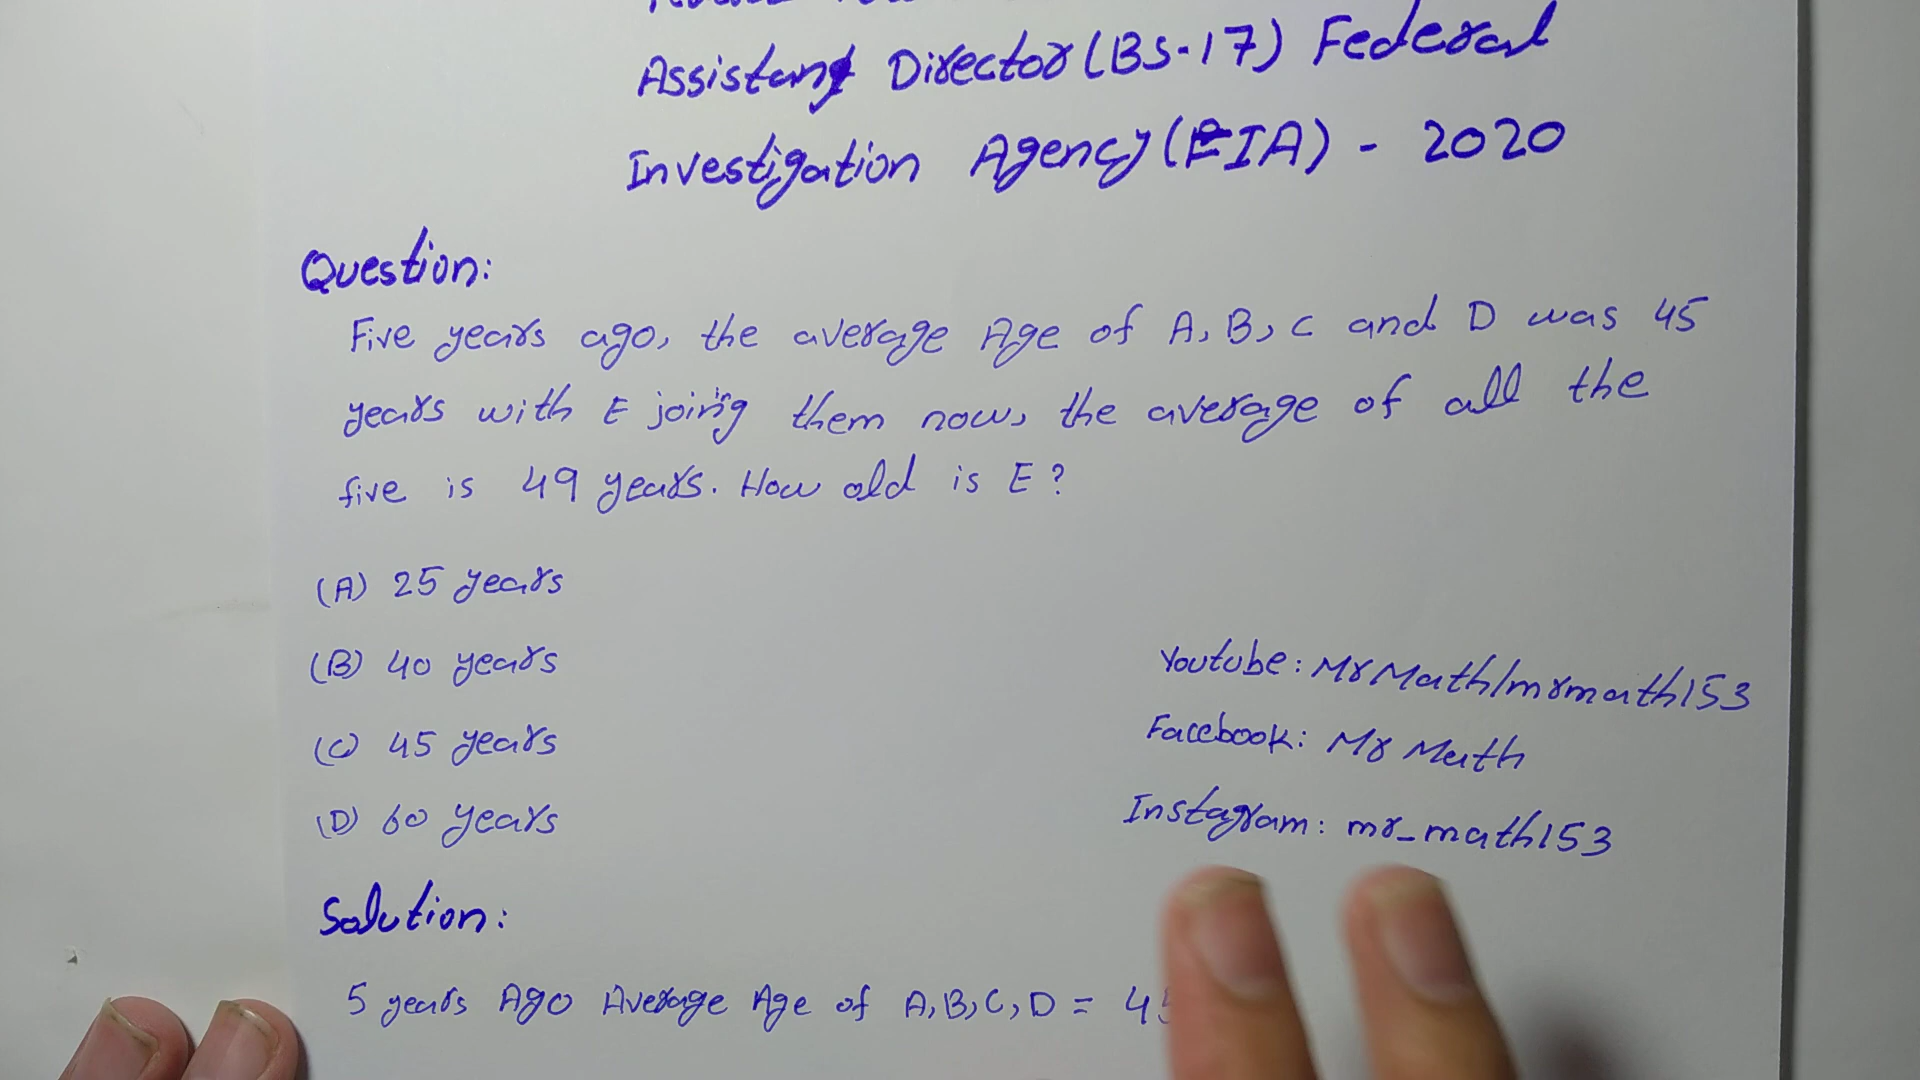 Assistant Director (BS-17) Federal
Investigation Agency (FIA) - 2020
Question:
Five years ago, the average Age of A, B, C and D was 45
years with E joing them now, the average of all the
five is 49 years. How old is E?
(A) 25 years
(B) 40 years
(C) 45 years
(D) 60 years
Youtube: Mr Math/mrmath153
Facebook: Mr Math
Instagram: mr_math153
Solution:
5 years Ago Average Age of A, B, C, D = 45